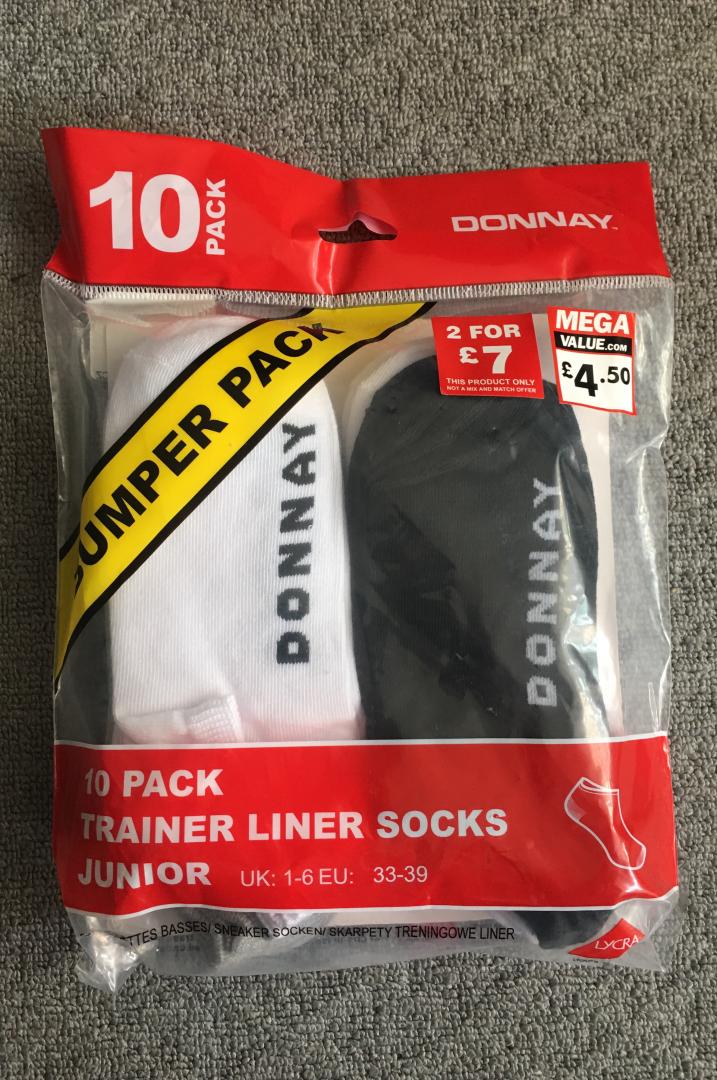 10
PACK
DONNAY
2 FOR
£7
THIS PRODUCT ONLY
NOT A MIX AND MATCH OFFER
MEGA
VALUE.COM
£4.50
BUMPER PACK
DONNAY
DONNAY
10 PACK
TRAINER LINER SOCKS
JUNIOR UK: 1-6 EU: 33-39
BASSES/ SNEAKER SOCKEN/ SKARPETY TRENINGOWE LINER
LYCRA